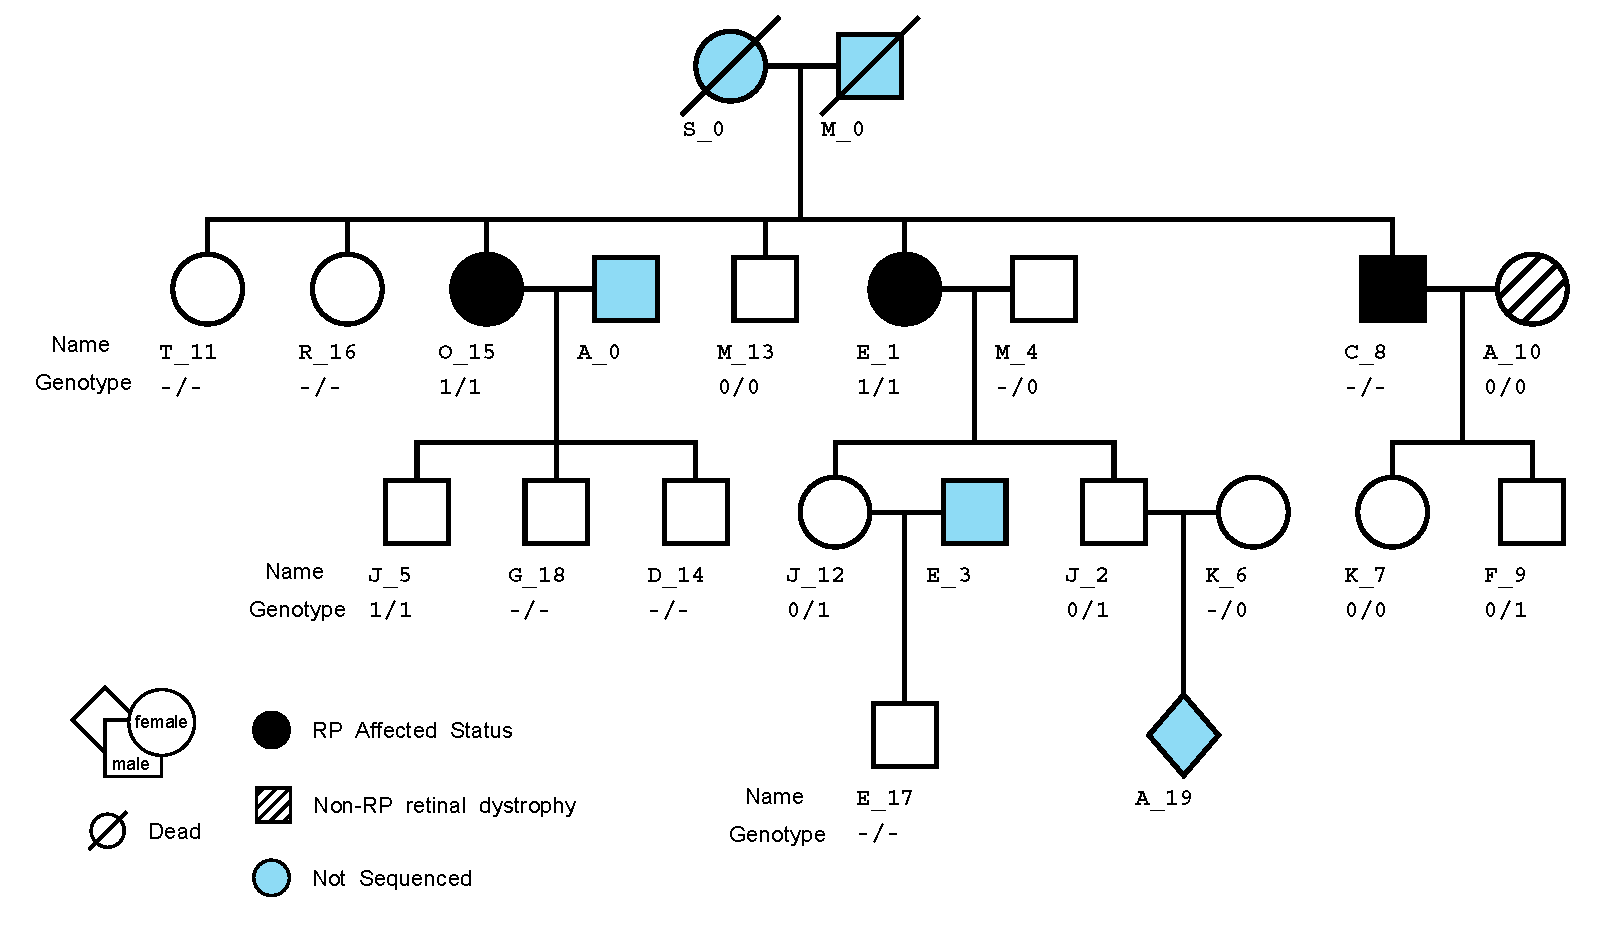 S_0 M_0
Name T_11 R_16 O_15 A_0 M_13 E_1 M_4 C_8 A_10
Genotype -/- -/- 1/1 0/0 1/1 -/0 -/- 0/0
Name J_5 G_18 D_14 J_12 E_3 J_2 K_6 K_7 F_9
Genotype 1/1 -/- -/- 0/1 0/1 -/0 0/0 0/1
female
male
RP Affected Status
Non-RP retinal dystrophy
Name E_17 A_19
Genotype -/-
Dead
Not Sequenced